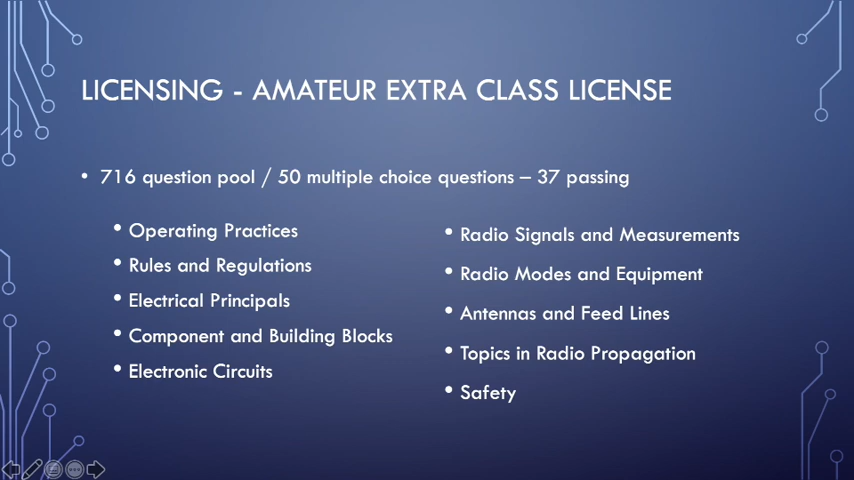 LICENSING - AMATEUR EXTRA CLASS LICENSE
• 716 question pool / 50 multiple choice questions – 37 passing
• Operating Practices
• Rules and Regulations
• Electrical Principals
• Component and Building Blocks
• Electronic Circuits
• Radio Signals and Measurements
• Radio Modes and Equipment
• Antennas and Feed Lines
• Topics in Radio Propagation
• Safety